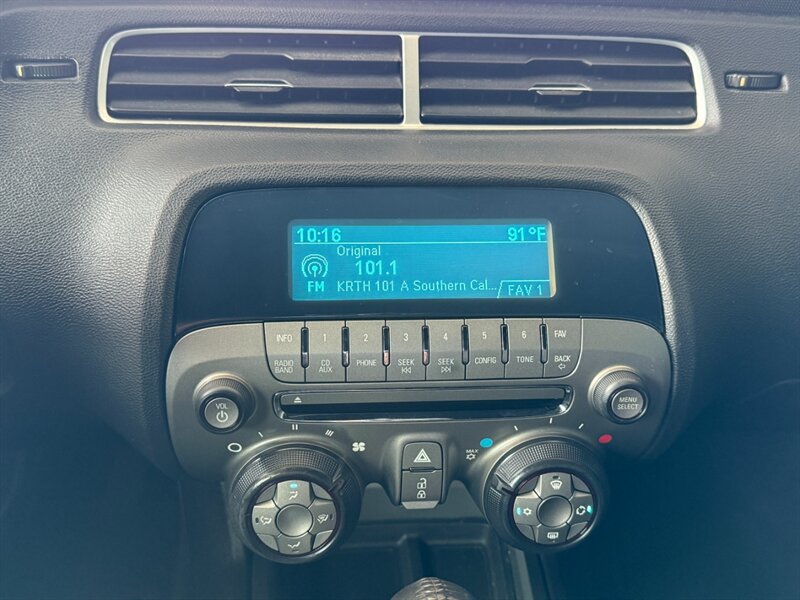 10:16 91°F
Original
101.1
FM KRTH 101 A Southern Cal... FAV 1
INFO 1 2 3 4 5 6 FAV
RADIO BAND CD AUX PHONE SEEK SEEK CONFIG TONE BACK
VOL
MENU SELECT
MAX